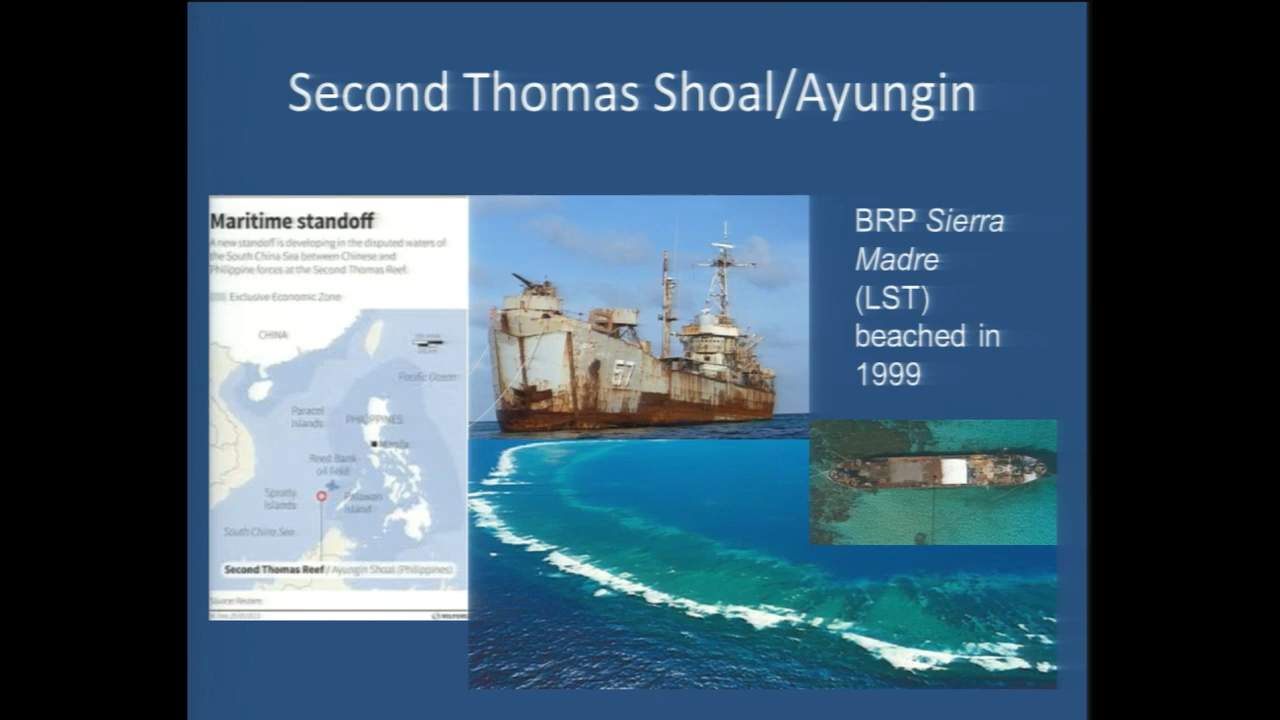 Second Thomas Shoal/Ayungin
Maritime standoff
A new standoff is developing in the disputed waters of
the South China Sea between Chinese and
Philippine forces at the Second Thomas Reef.
Exclusive Economic Zone
CHINA
Pacific Ocean
Paracel
Islands
PHILIPPINES
Manila
Reed Bank
oil field
Spratly
Islands
Palawan
Island
South China Sea
Second Thomas Reef / Ayungin Shoal (Philippines)
Source: Reuters
REUTERS
57
BRP Sierra
Madre
(LST)
beached in
1999